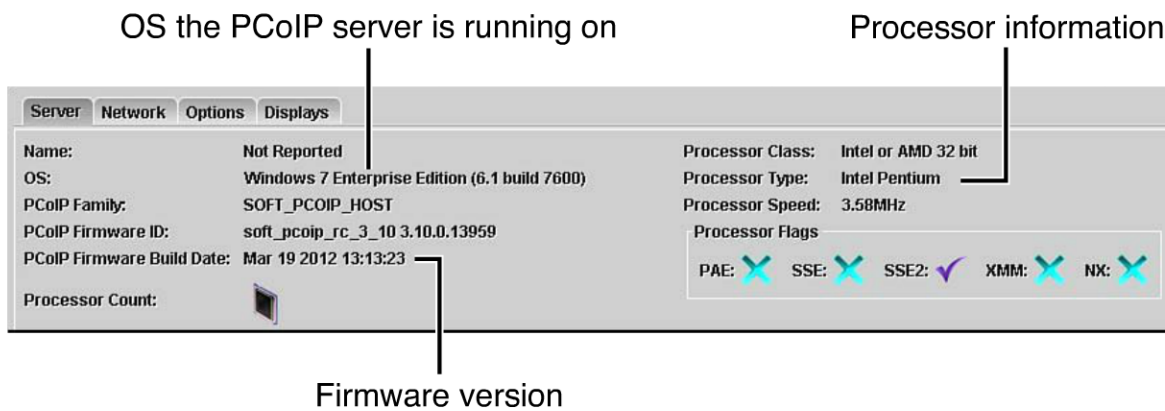 OS the PCoIP server is running on
Processor information
Server Network Options Displays
Name: Not Reported
OS: Windows 7 Enterprise Edition (6.1 build 7600)
PCoIP Family: SOFT_PCOIP_HOST
PCoIP Firmware ID: soft_pcoip_rc_3_10 3.10.0.13959
PCoIP Firmware Build Date: Mar 19 2012 13:13:23
Processor Count:
Processor Class: Intel or AMD 32 bit
Processor Type: Intel Pentium
Processor Speed: 3.58MHz
Processor Flags
PAE: SSE: SSE2: XMM: NX:
Firmware version